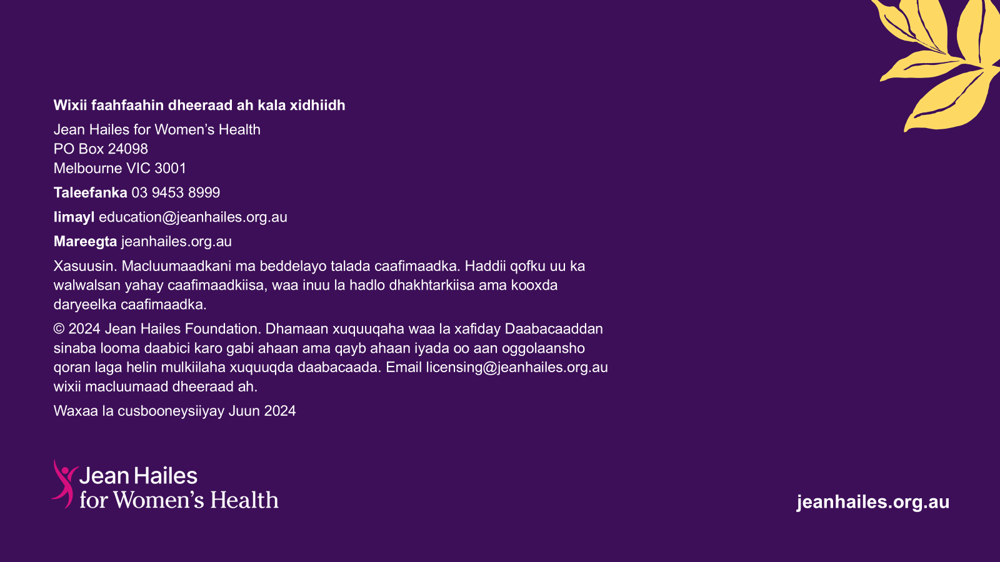 Wixii faahfaahin dheeraad ah kala xidhiidh
Jean Hailes for Women’s Health
PO Box 24098
Melbourne VIC 3001
Taleefanka 03 9453 8999
Iimayl education@jeanhailes.org.au
Mareegta jeanhailes.org.au
Xasuusin. Macluumaadkani ma beddelayo talada caafimaadka. Haddii qofku uu ka
walwalsan yahay caafimaadkiisa, waa inuu la hadlo dhakhtarkiisa ama kooxda
daryeelka caafimaadka.
© 2024 Jean Hailes Foundation. Dhamaan xuquuqaha waa la xafiday Daabacaaddan
sinaba looma daabici karo gabi ahaan ama qayb ahaan iyada oo aan oggolaansho
qoran laga helin mulkiilaha xuquuqda daabacaada. Email licensing@jeanhailes.org.au
wixii macluumaad dheeraad ah.
Waxaa la cusbooneysiiyay Juun 2024
Jean Hailes
for Women’s Health
jeanhailes.org.au